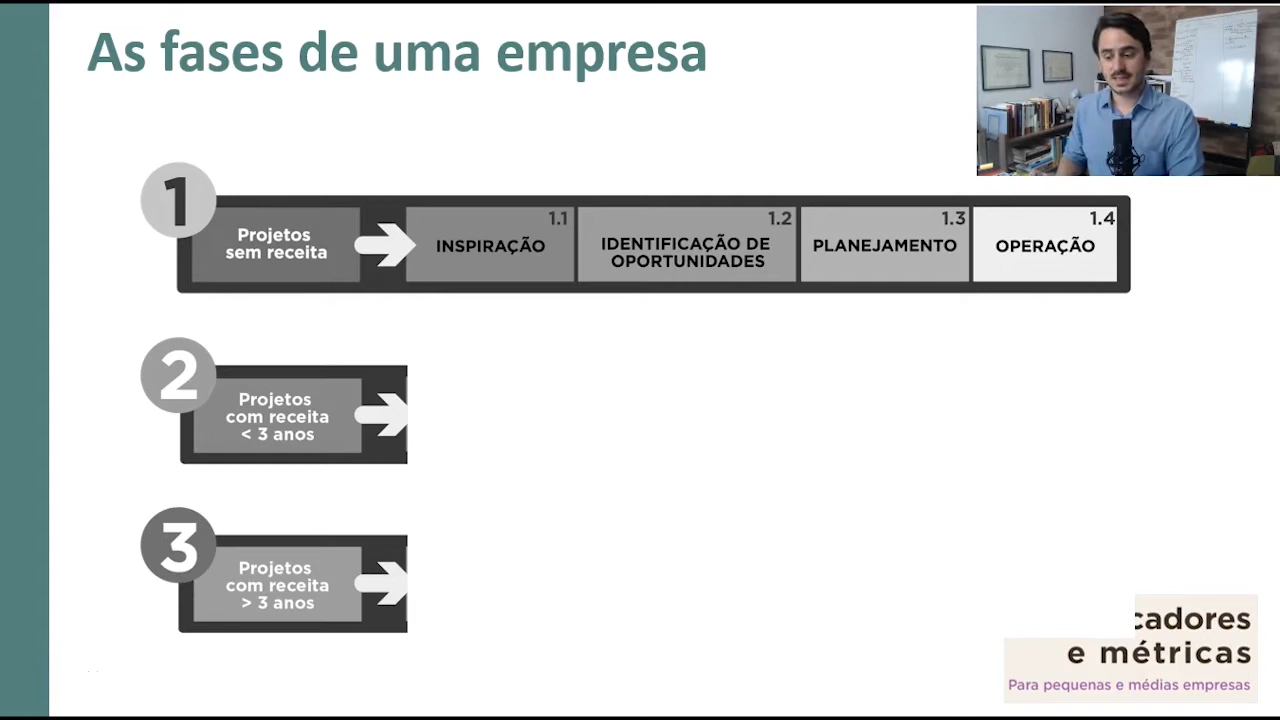 As fases de uma empresa
1
Projetos
sem receita
1.1
INSPIRAÇÃO
1.2
IDENTIFICAÇÃO DE
OPORTUNIDADES
1.3
PLANEJAMENTO
1.4
OPERAÇÃO
2
Projetos
com receita
< 3 anos
3
Projetos
com receita
> 3 anos
cadores
e métricas
Para pequenas e médias empresas